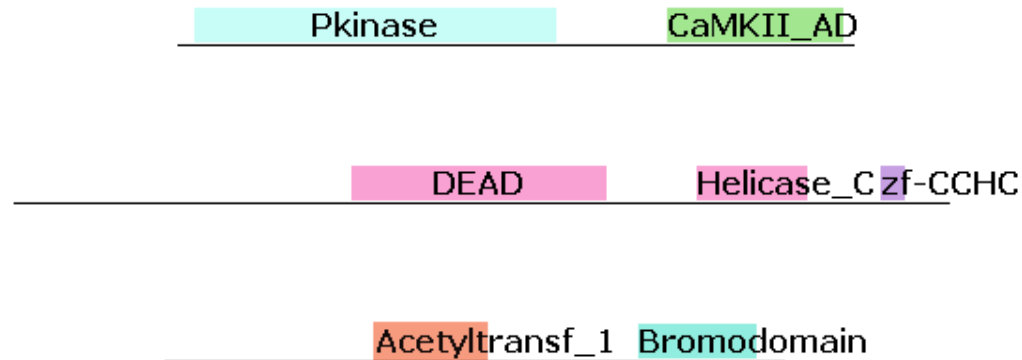 Pkinase CaMKII_AD
DEAD Helicase_C zf-CCHC
Acetyltransf_1 Bromodomain